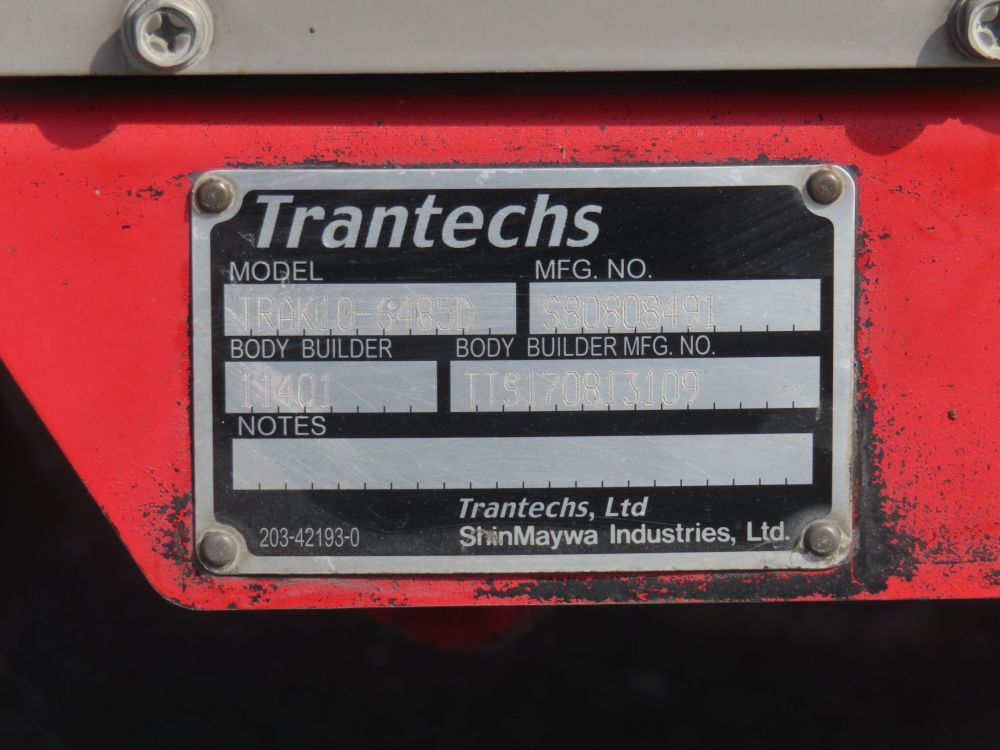 Trantechs
MODEL MFG. NO.
TRAK10-6485D S80808491
BODY BUILDER BODY BUILDER MFG. NO.
11401 TTS170813109
NOTES
Trantechs, Ltd
203-42193-0 ShinMaywa Industries, Ltd.